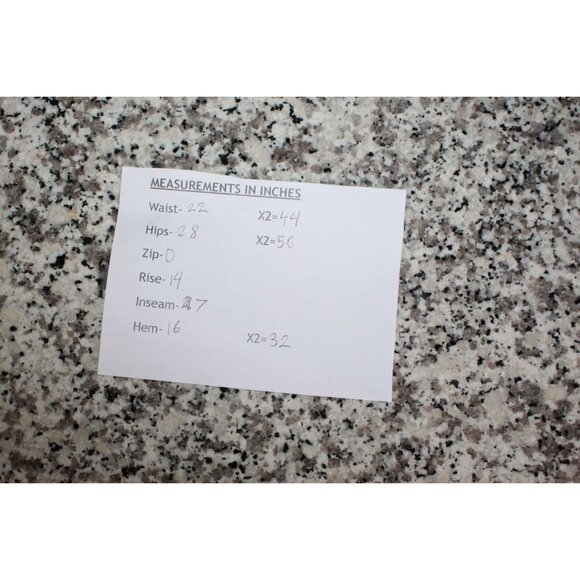 MEASUREMENTS IN INCHES
Waist- 22 X2=44
Hips- 28 X2=56
Zip- 0
Rise- 14
Inseam- 7
Hem- 16 X2=32